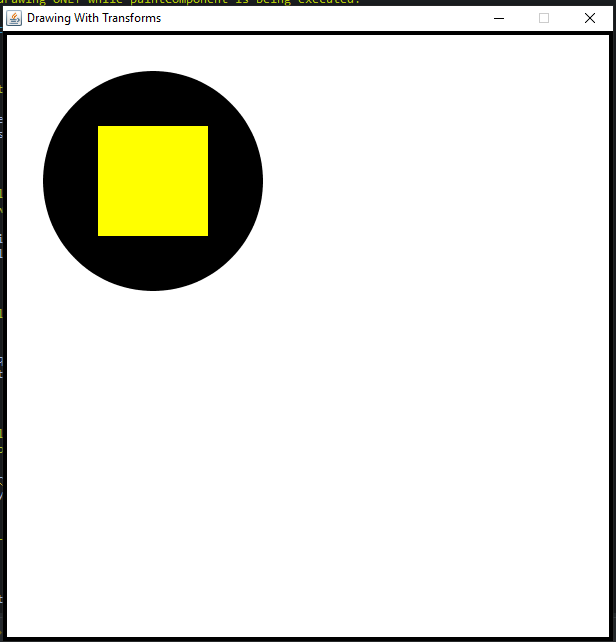 drawing ONLY while paintComponent is being executed.
Drawing With Transforms